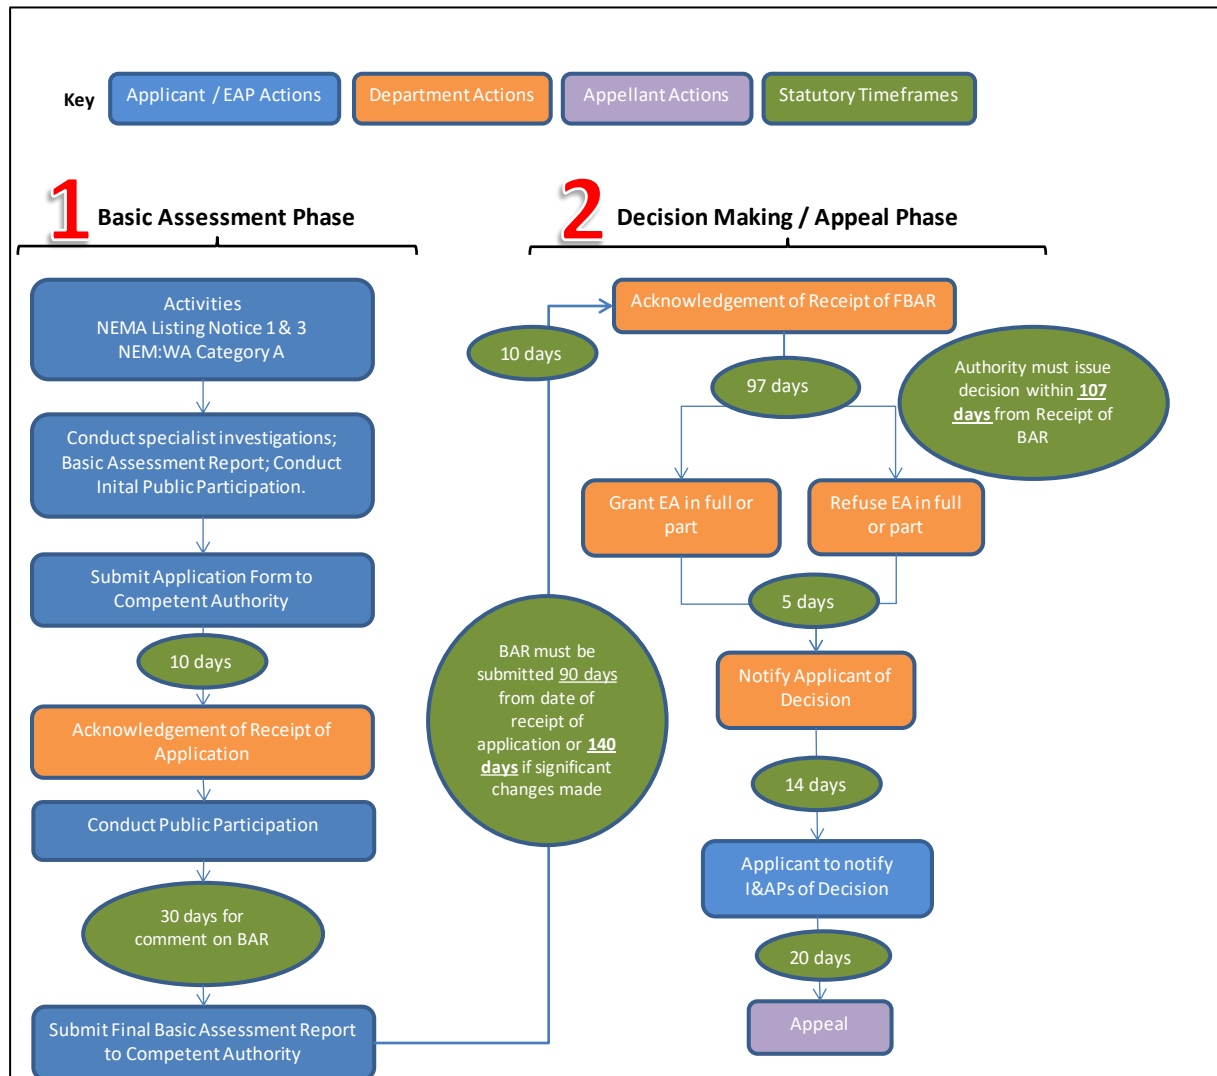 Key
Applicant / EAP Actions
Department Actions
Appellant Actions
Statutory Timeframes
1 Basic Assessment Phase
Activities
NEMA Listing Notice 1 & 3
NEM:WA Category A
Conduct specialist investigations;
Basic Assessment Report; Conduct
Inital Public Participation.
Submit Application Form to
Competent Authority
10 days
Acknowledgement of Receipt of
Application
Conduct Public Participation
30 days for
comment on BAR
Submit Final Basic Assessment Report
to Competent Authority
BAR must be
submitted 90 days
from date of
receipt of
application or 140
days if significant
changes made
10 days
2 Decision Making / Appeal Phase
Acknowledgement of Receipt of FBAR
97 days
Authority must issue
decision within 107
days from Receipt of
BAR
Grant EA in full or
part
Refuse EA in full
or part
5 days
Notify Applicant of
Decision
14 days
Applicant to notify
I&APs of Decision
20 days
Appeal